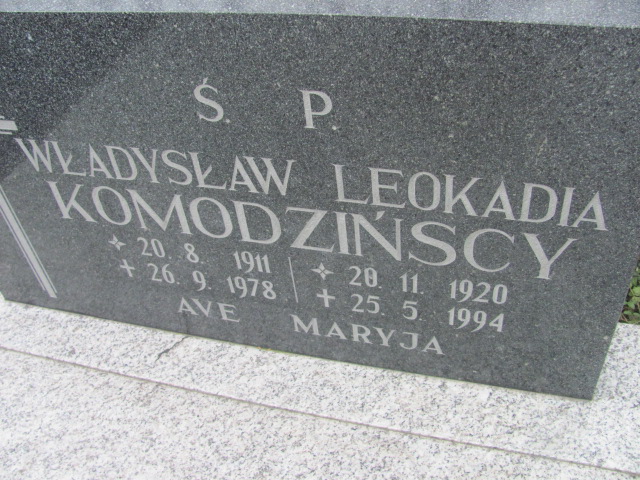 Ś. P.
WŁADYSŁAW LEOKADIA
KOMODZIŃSCY
20. 8. 1911 20. 11. 1920
+ 26. 9. 1978 + 25. 5. 1994
AVE MARYJA